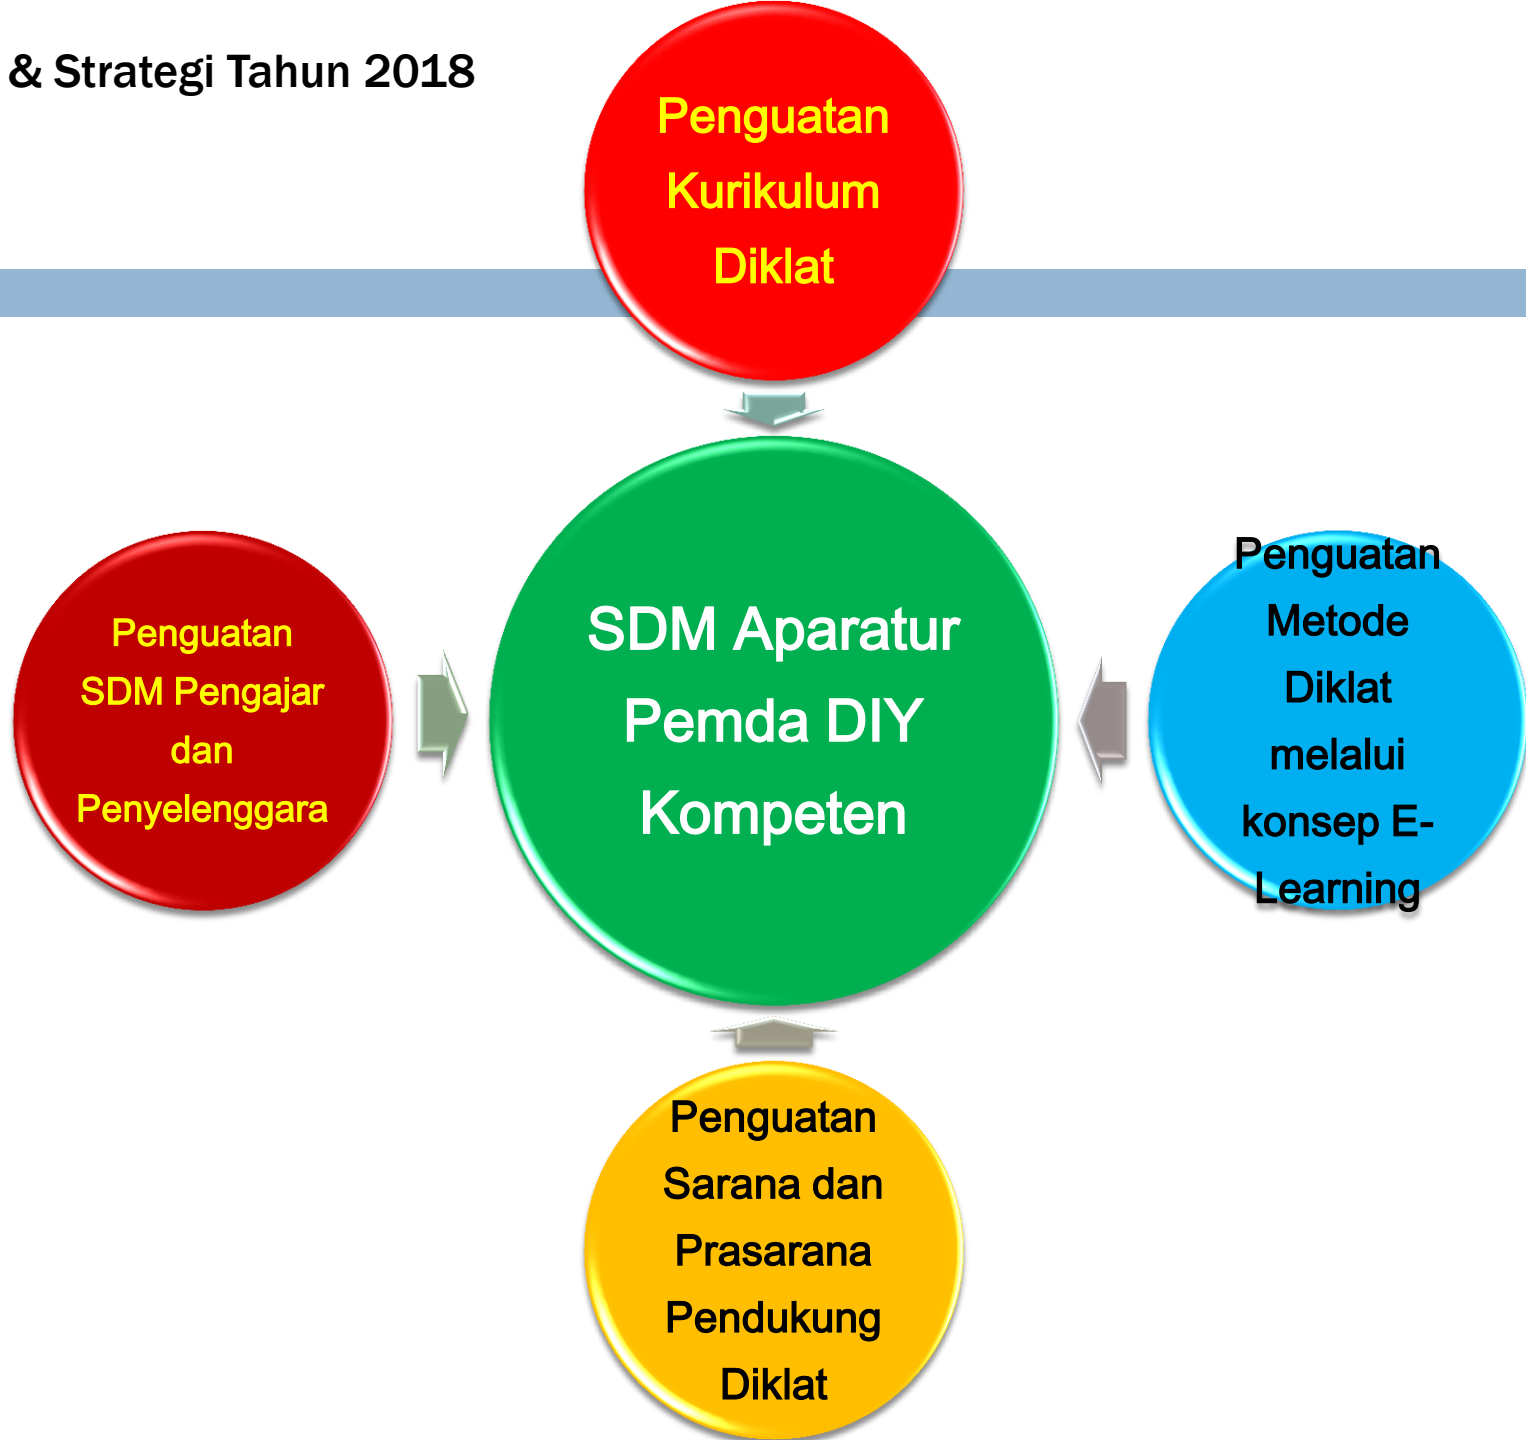 & Strategi Tahun 2018
Penguatan
Kurikulum
Diklat
Penguatan
SDM Pengajar
dan
Penyelenggara
SDM Aparatur
Pemda DIY
Kompeten
Penguatan
Metode
Diklat
melalui
konsep E-
Learning
Penguatan
Sarana dan
Prasarana
Pendukung
Diklat